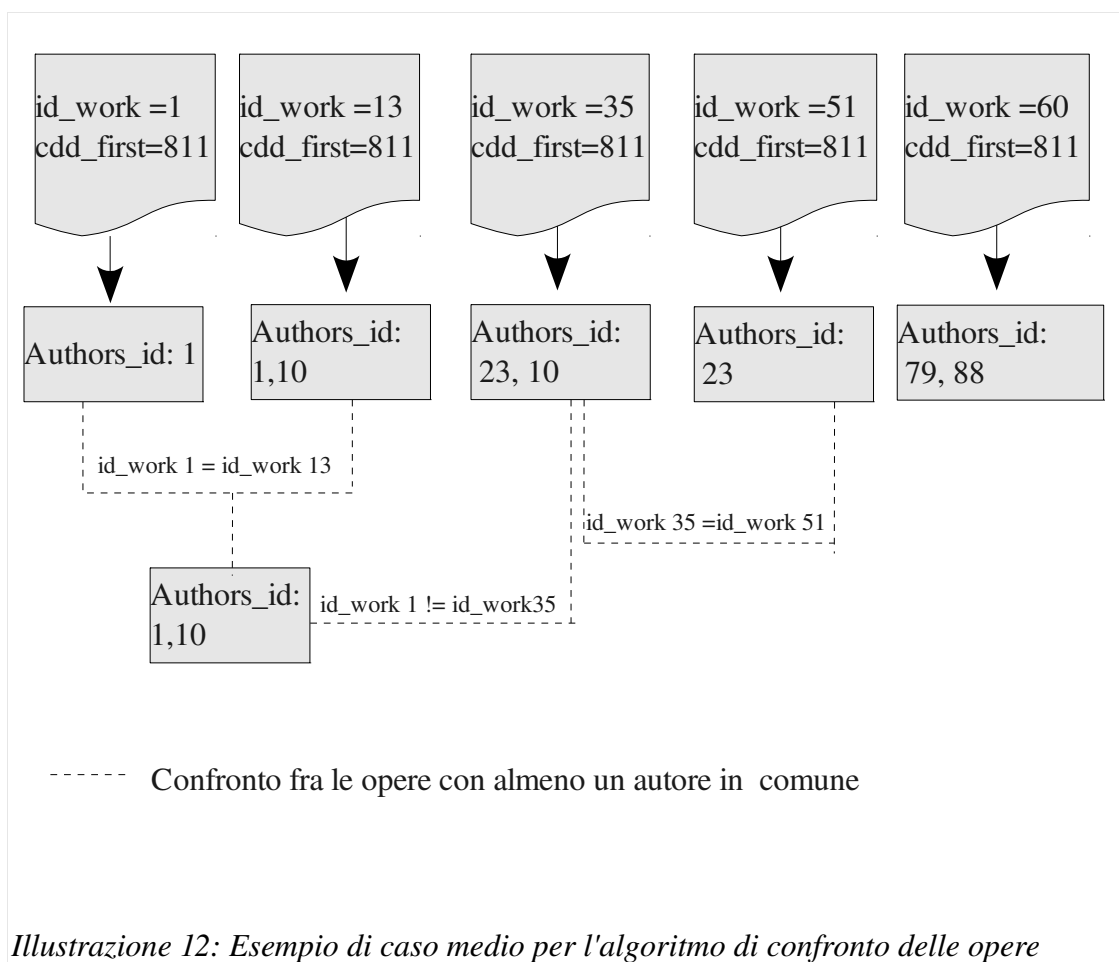 id_work =1
cdd_first=811
id_work =13
cdd_first=811
id_work =35
cdd_first=811
id_work =51
cdd_first=811
id_work =60
cdd_first=811
Authors_id: 1
Authors_id:
1,10
Authors_id:
23, 10
Authors_id:
23
Authors_id:
79, 88
id_work 1 = id_work 13
id_work 35 =id_work 51
Authors_id:
1,10
id_work 1 != id_work35
Confronto fra le opere con almeno un autore in comune
Illustrazione 12: Esempio di caso medio per l'algoritmo di confronto delle opere